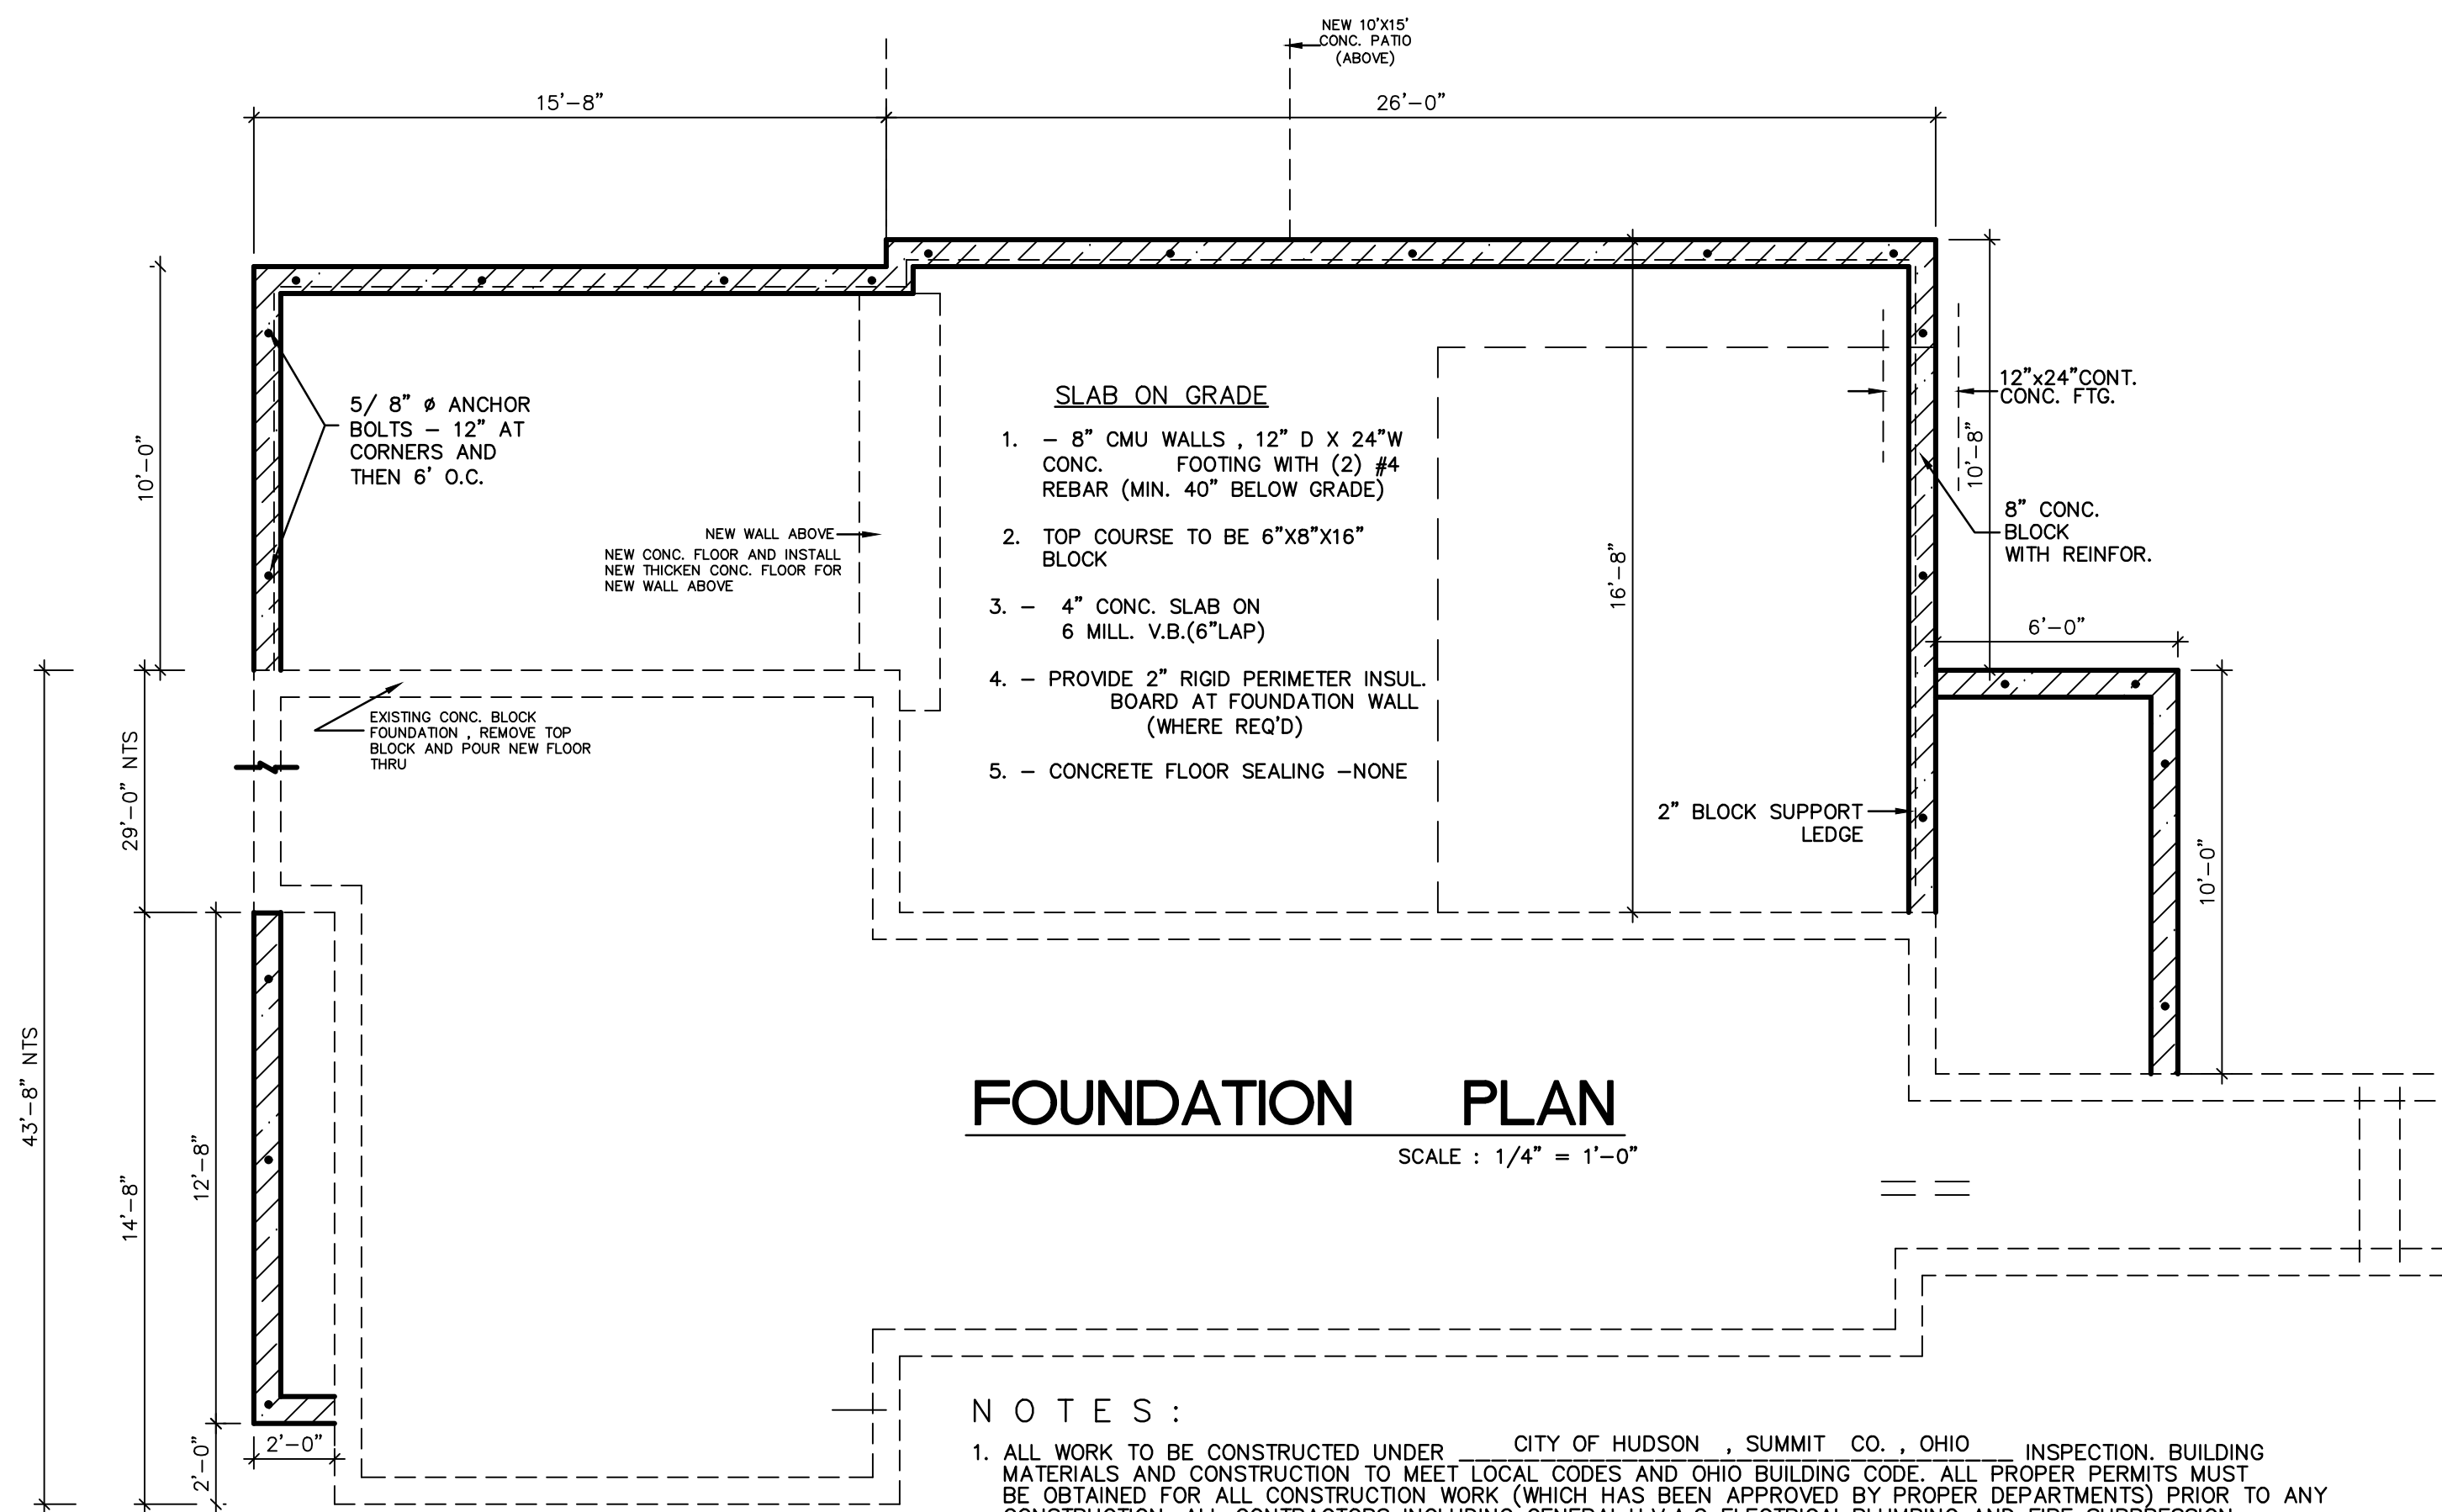 NEW 10'X15'
CONC. PATIO
(ABOVE)
15'-8"
26'-0"
10'-0"
5/ 8" ø ANCHOR
BOLTS – 12" AT
CORNERS AND
THEN 6' O.C.
NEW WALL ABOVE
NEW CONC. FLOOR AND INSTALL
NEW THICKEN CONC. FLOOR FOR
NEW WALL ABOVE
SLAB ON GRADE
1. – 8" CMU WALLS , 12" D X 24"W
CONC. FOOTING WITH (2) #4
REBAR (MIN. 40" BELOW GRADE)
2. TOP COURSE TO BE 6"X8"X16"
BLOCK
3. – 4" CONC. SLAB ON
6 MILL. V.B.(6"LAP)
4. – PROVIDE 2" RIGID PERIMETER INSUL.
BOARD AT FOUNDATION WALL
(WHERE REQ'D)
5. – CONCRETE FLOOR SEALING –NONE
16'-8"
12"x24"CONT.
CONC. FTG.
10'-8"
8" CONC.
BLOCK
WITH REINFOR.
6'-0"
2" BLOCK SUPPORT
LEDGE
10'-0"
EXISTING CONC. BLOCK
FOUNDATION , REMOVE TOP
BLOCK AND POUR NEW FLOOR
THRU
29'-0" NTS
43'-8" NTS
14'-8"
12'-8"
2'-0"
2'-0"
FOUNDATION PLAN
SCALE : 1/4" = 1'-0"
NOTES:
1. ALL WORK TO BE CONSTRUCTED UNDER CITY OF HUDSON , SUMMIT CO. , OHIO INSPECTION. BUILDING
MATERIALS AND CONSTRUCTION TO MEET LOCAL CODES AND OHIO BUILDING CODE. ALL PROPER PERMITS MUST
BE OBTAINED FOR ALL CONSTRUCTION WORK (WHICH HAS BEEN APPROVED BY PROPER DEPARTMENTS) PRIOR TO ANY